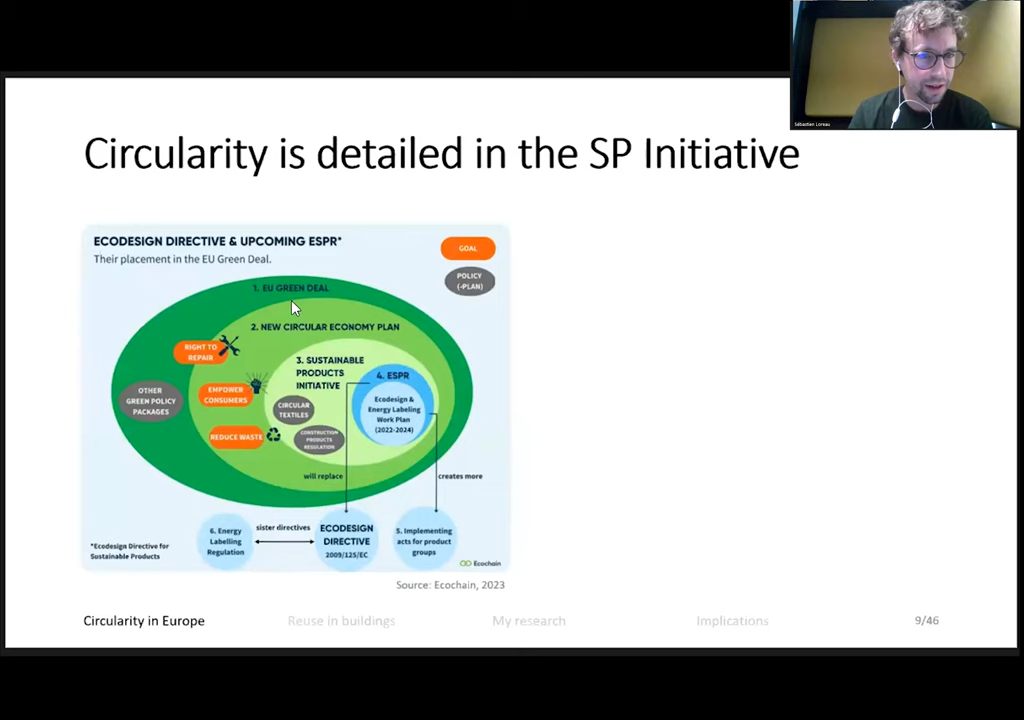 Sébastien Loreau
Circularity is detailed in the SP Initiative
ECODESIGN DIRECTIVE & UPCOMING ESPR*
Their placement in the EU Green Deal.
GOAL
POLICY
(-PLAN)
1. EU GREEN DEAL
2. NEW CIRCULAR ECONOMY PLAN
RIGHT TO
REPAIR
3. SUSTAINABLE
PRODUCTS
INITIATIVE
4. ESPR
EMPOWER
CONSUMERS
OTHER
GREEN POLICY
PACKAGES
Ecodesign &
Energy Labeling
Work Plan
(2022-2024)
CIRCULAR
TEXTILES
REDUCE WASTE
CONSTRUCTION
PRODUCTS
REGULATION
will replace
creates more
6. Energy
Labelling
Regulation
sister directives
ECODESIGN
DIRECTIVE
2009/125/EC
5. Implementing
acts for product
groups
*Ecodesign Directive for
Sustainable Products
Ecochain
Source: Ecochain, 2023
Circularity in Europe
Reuse in buildings
My research
Implications
9/46